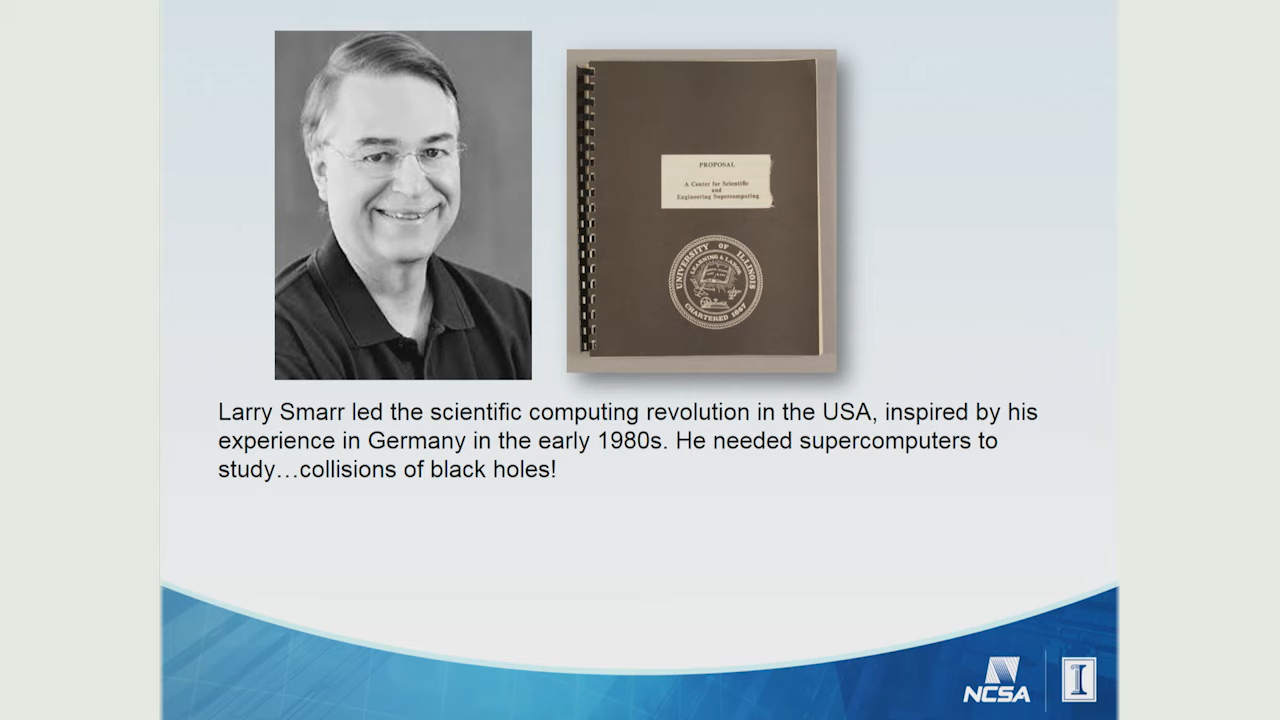 PROPOSAL
A Center for Scientific
and
Engineering Supercomputing
UNIVERSITY OF ILLINOIS
LEARNING & LABOR
CHARTERED 1867
Larry Smarr led the scientific computing revolution in the USA, inspired by his
experience in Germany in the early 1980s. He needed supercomputers to
study…collisions of black holes!
NCSA
I